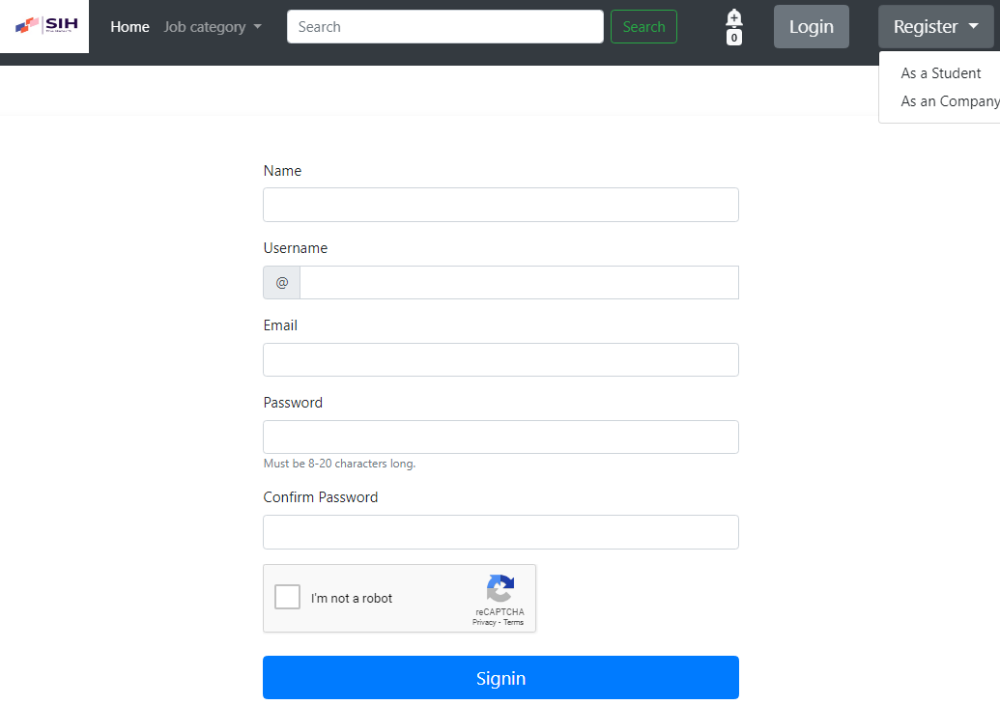 SIH
Home
Job category
Search
Search
0
Login
Register
As a Student
As an Company
Name
Username
@
Email
Password
Must be 8-20 characters long.
Confirm Password
I'm not a robot
reCAPTCHA
Privacy - Terms
Signin